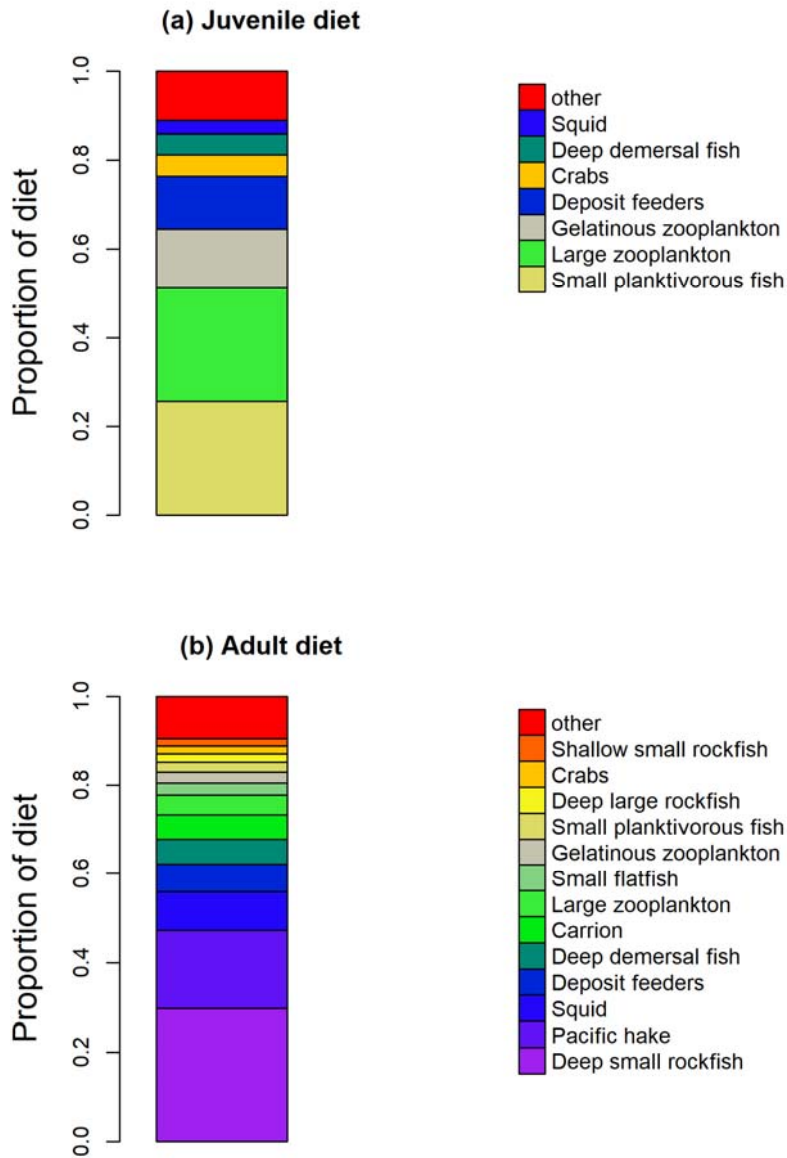 (a) Juvenile diet
Proportion of diet
1.0
0.8
0.6
0.4
0.2
0.0
other
Squid
Deep demersal fish
Crabs
Deposit feeders
Gelatinous zooplankton
Large zooplankton
Small planktivorous fish
(b) Adult diet
Proportion of diet
1.0
0.8
0.6
0.4
0.2
0.0
other
Shallow small rockfish
Crabs
Deep large rockfish
Small planktivorous fish
Gelatinous zooplankton
Small flatfish
Large zooplankton
Carrion
Deep demersal fish
Deposit feeders
Squid
Pacific hake
Deep small rockfish